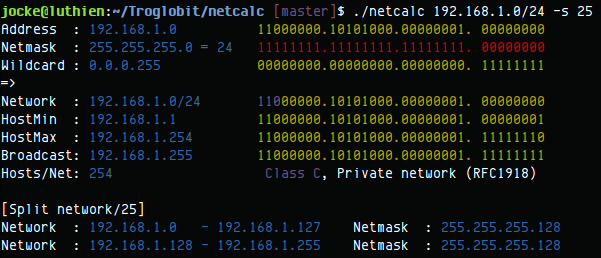 jocke@luthien:~/Troglobit/netcalc [master]$ ./netcalc 192.168.1.0/24 -s 25
Address  : 192.168.1.0          11000000.10101000.00000001. 00000000
Netmask  : 255.255.255.0 = 24   11111111.11111111.11111111. 00000000
Wildcard : 0.0.0.255            00000000.00000000.00000000. 11111111
=>
Network  : 192.168.1.0/24       11000000.10101000.00000001. 00000000
HostMin  : 192.168.1.1          11000000.10101000.00000001. 00000001
HostMax  : 192.168.1.254        11000000.10101000.00000001. 11111110
Broadcast: 192.168.1.255        11000000.10101000.00000001. 11111111
Hosts/Net: 254                   Class C, Private network (RFC1918)
[Split network/25]
Network  : 192.168.1.0   - 192.168.1.127    Netmask  : 255.255.255.128
Network  : 192.168.1.128 - 192.168.1.255    Netmask  : 255.255.255.128